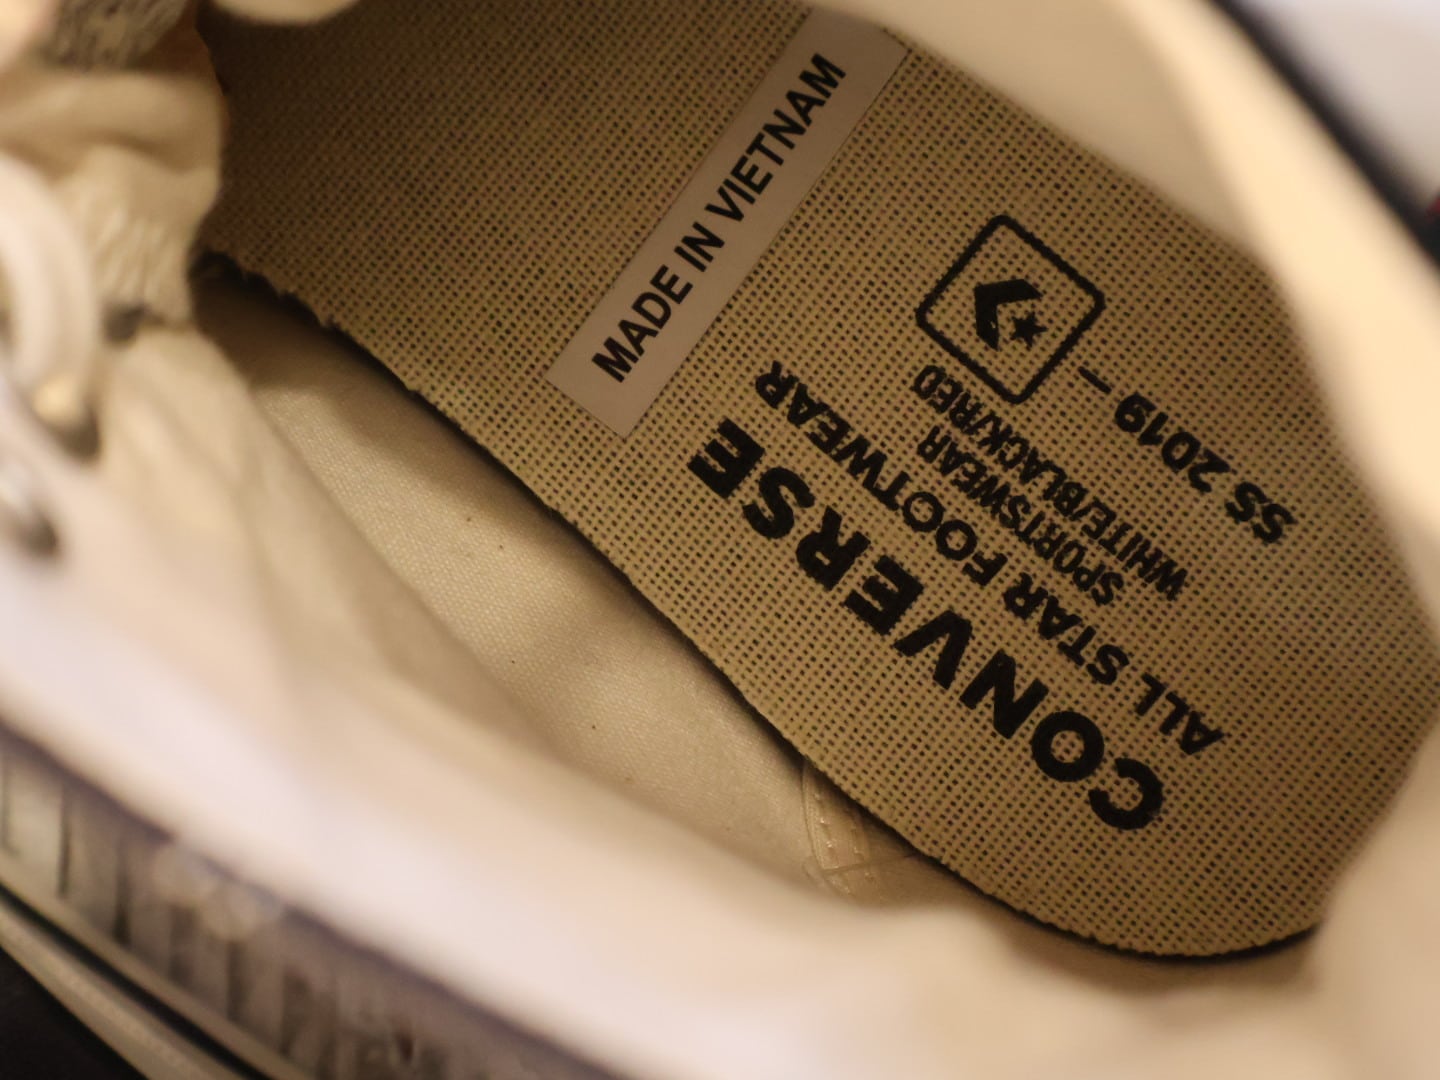 MADE IN VIETNAM
CONVERSE
ALL STAR FOOTWEAR
SPORTSWEAR
WHITE/BLACK/RED
SS 2019 –